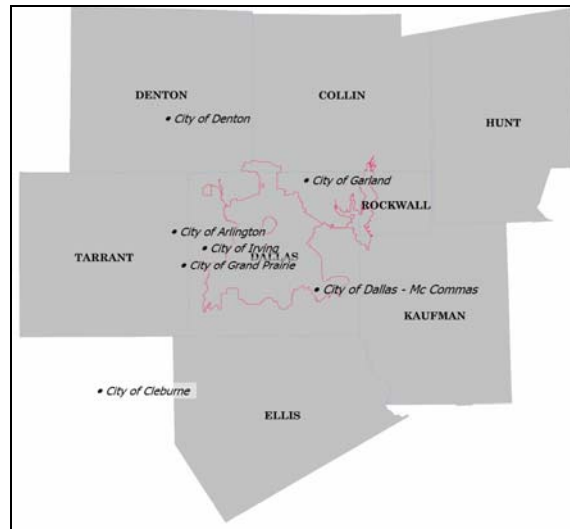 DENTON
COLLIN
City of Denton
HUNT
City of Garland
ROCKWALL
City of Arlington
City of Irving
TARRANT
DALLAS
City of Grand Prairie
City of Dallas - Mc Commas
KAUFMAN
City of Cleburne
ELLIS